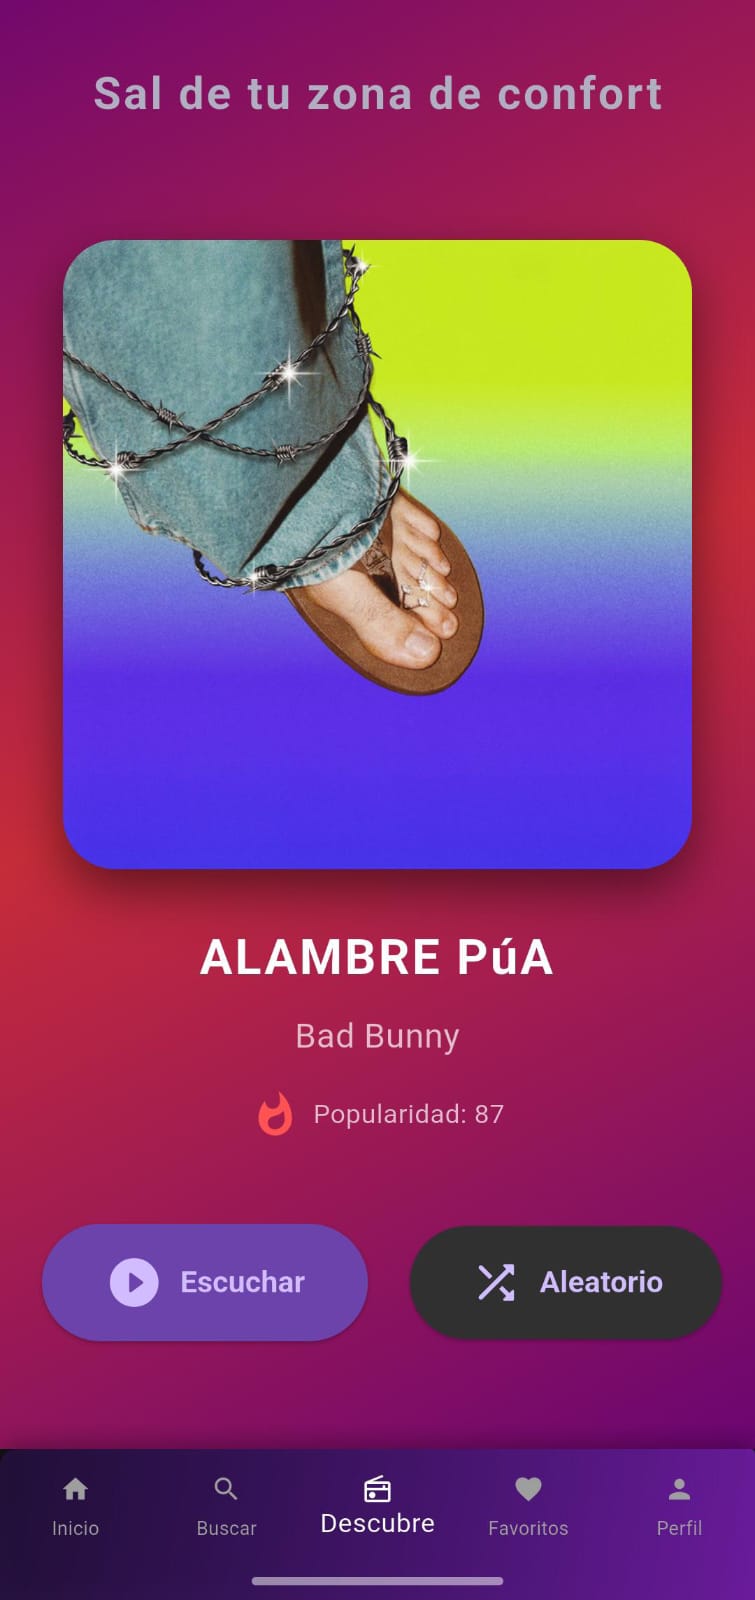 Sal de tu zona de confort
ALAMBRE PúA
Bad Bunny
Popularidad: 87
Escuchar
Aleatorio
Inicio
Buscar
Descubre
Favoritos
Perfil